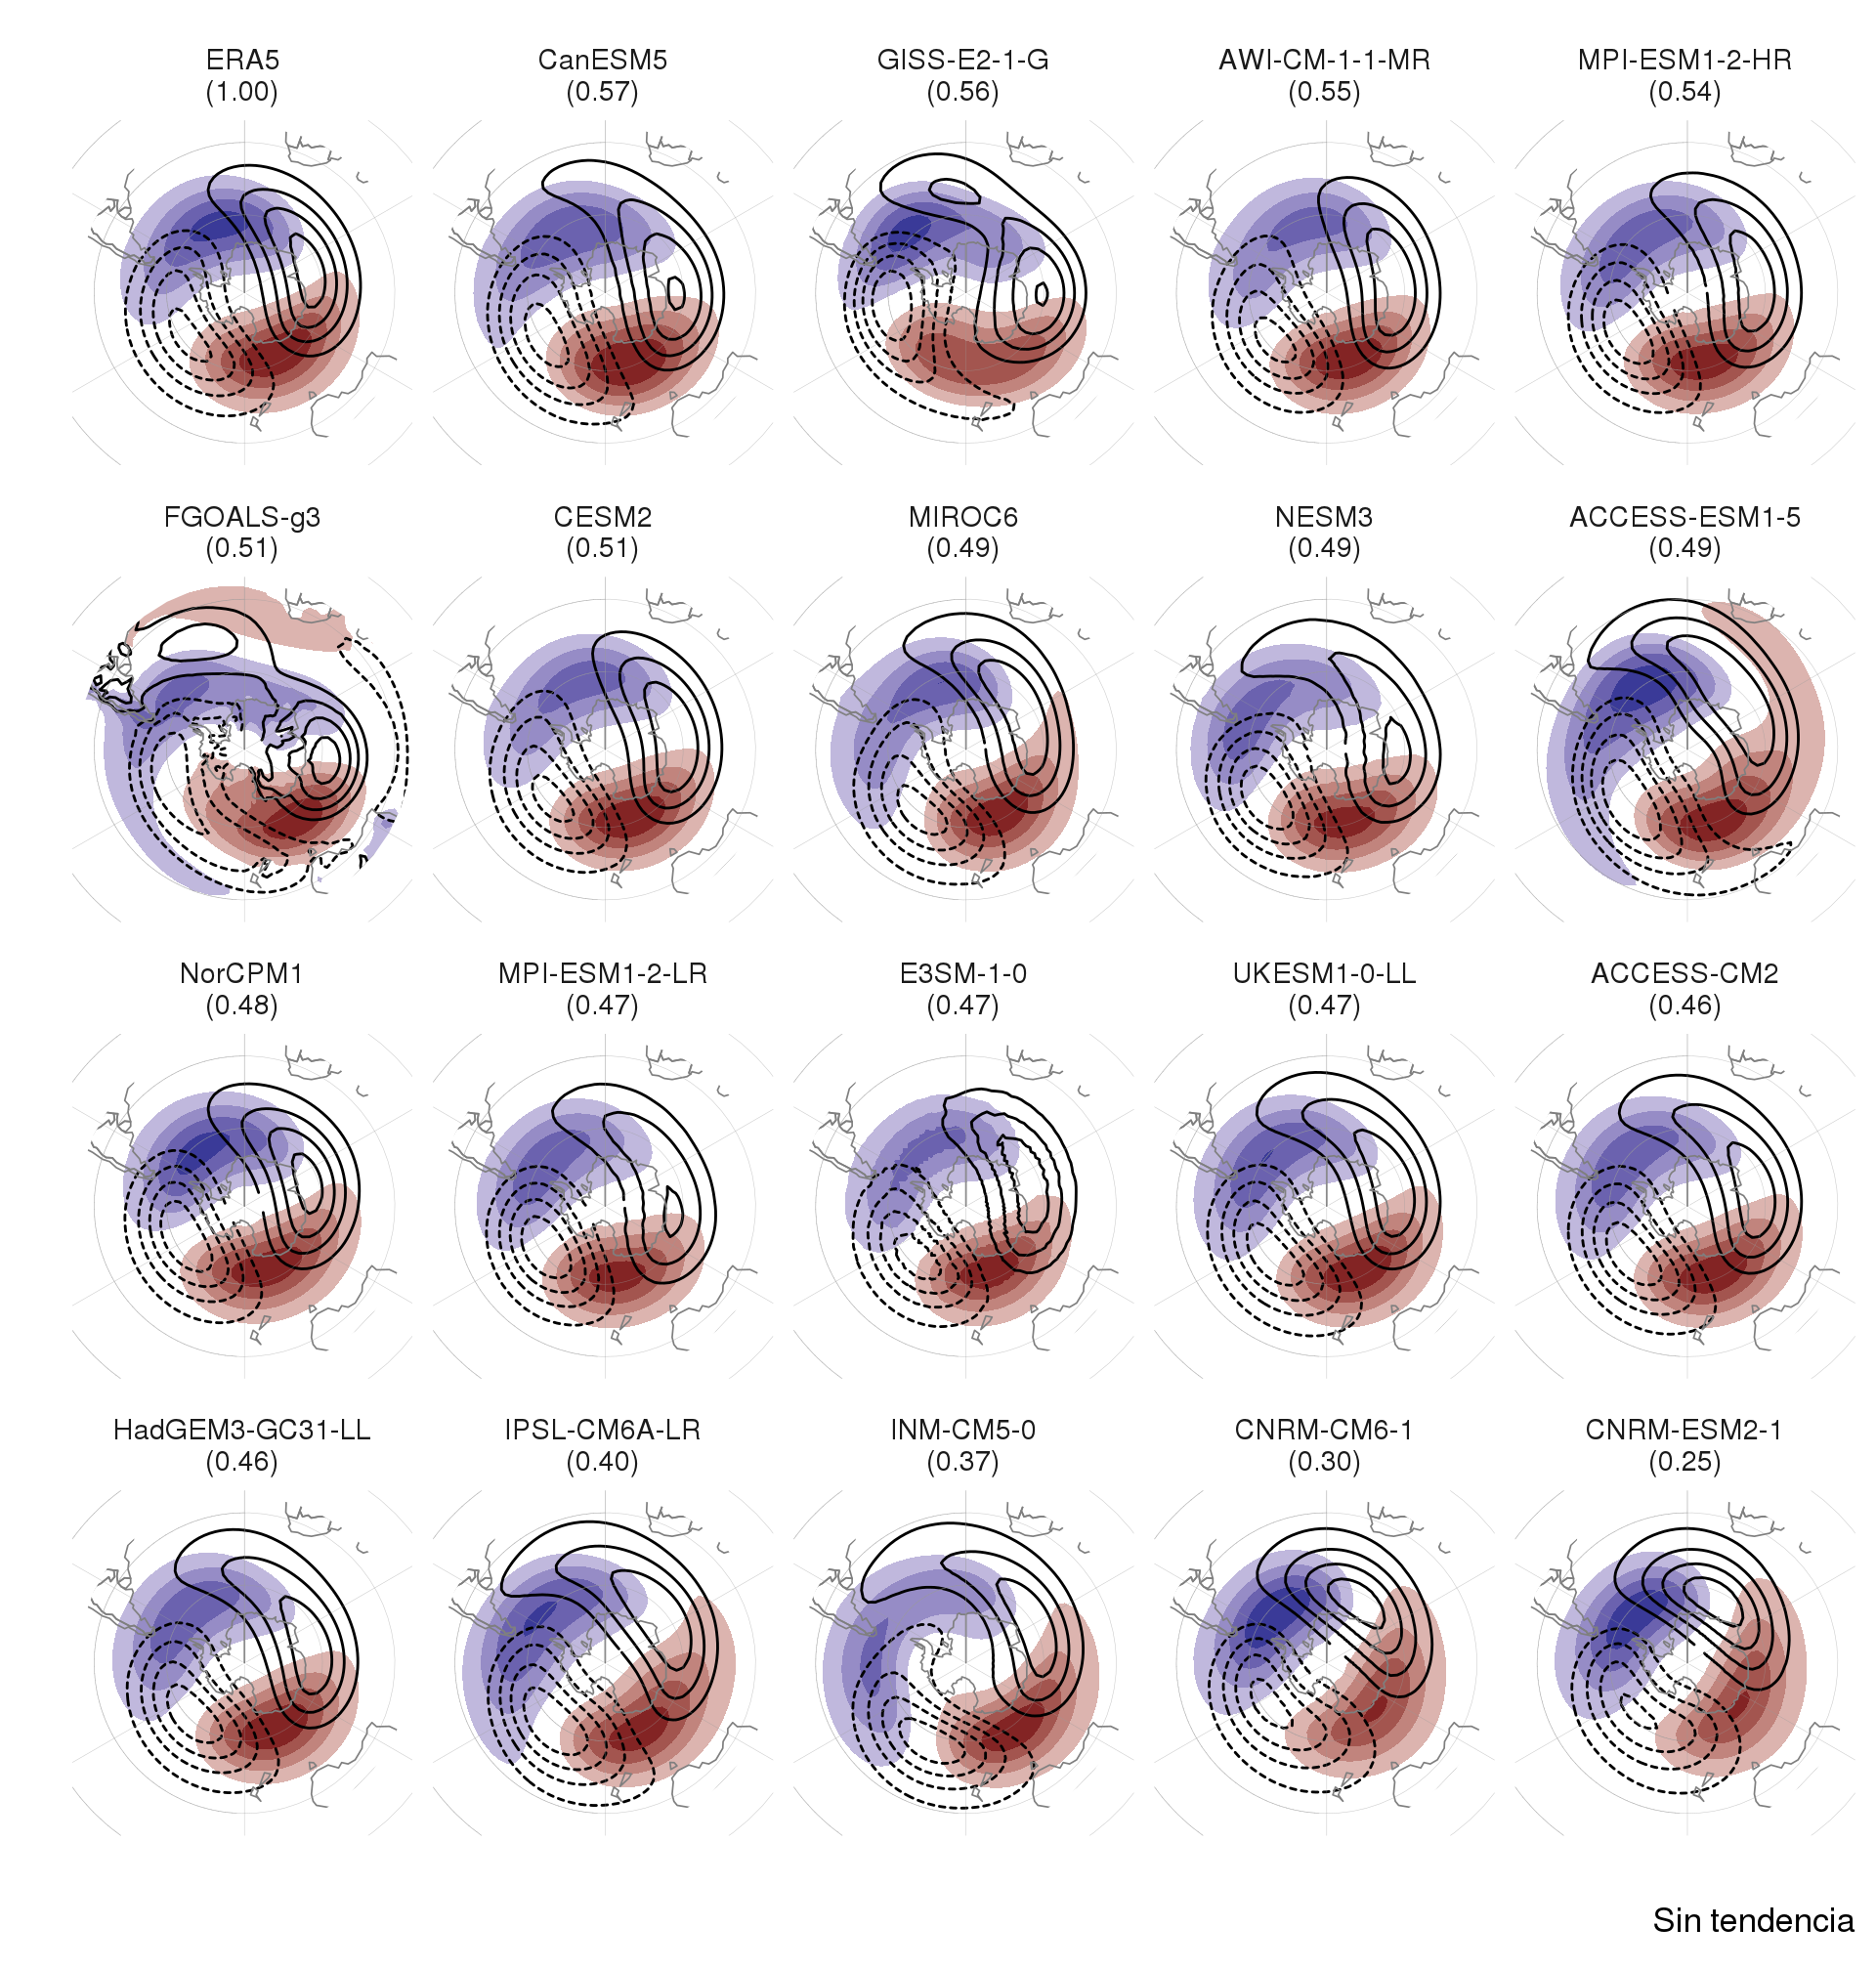 ERA5
(1.00)
CanESM5
(0.57)
GISS-E2-1-G
(0.56)
AWI-CM-1-1-MR
(0.55)
MPI-ESM1-2-HR
(0.54)
FGOALS-g3
(0.51)
CESM2
(0.51)
MIROC6
(0.49)
NESM3
(0.49)
ACCESS-ESM1-5
(0.49)
NorCPM1
(0.48)
MPI-ESM1-2-LR
(0.47)
E3SM-1-0
(0.47)
UKESM1-0-LL
(0.47)
ACCESS-CM2
(0.46)
HadGEM3-GC31-LL
(0.46)
IPSL-CM6A-LR
(0.40)
INM-CM5-0
(0.37)
CNRM-CM6-1
(0.30)
CNRM-ESM2-1
(0.25)
Sin tendencia